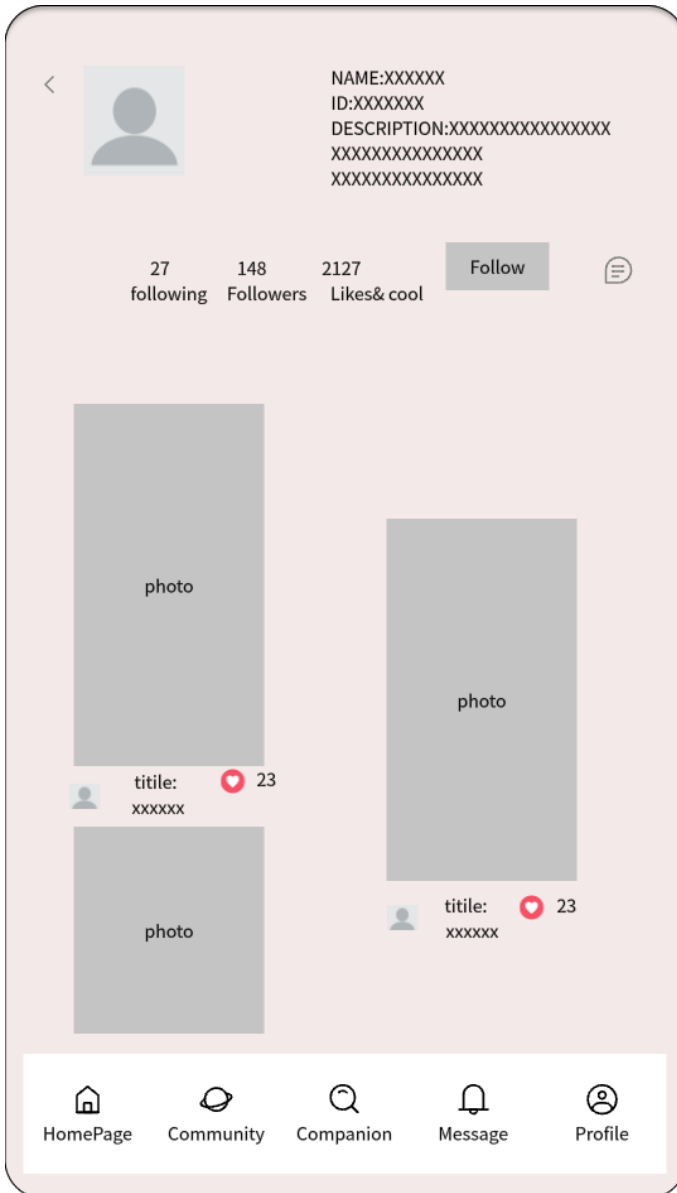 NAME:XXXXXX
ID:XXXXXXX
DESCRIPTION:XXXXXXXXXXXXXXXX
XXXXXXXXXXXXXXX
XXXXXXXXXXXXXXX
27 148 2127
following Followers Likes& cool
Follow
photo
titile: 23
xxxxxx
photo
photo
titile: 23
xxxxxx
HomePage Community Companion Message Profile